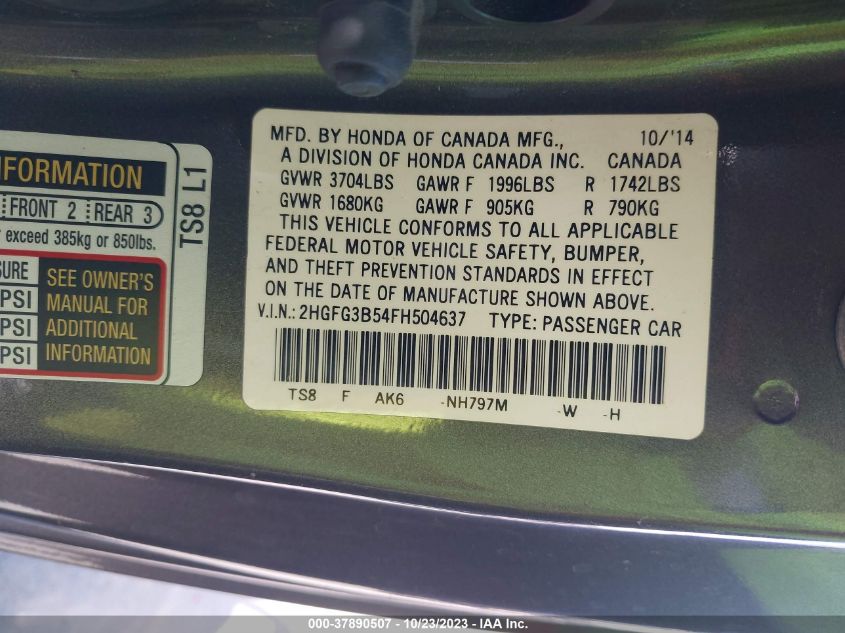 INFORMATION
FRONT 2 REAR 3
exceed 385kg or 850lbs.
TS8 L1
PSI
PSI
PSI
SEE OWNER'S
MANUAL FOR
ADDITIONAL
INFORMATION
MFD. BY HONDA OF CANADA MFG., 10/'14
A DIVISION OF HONDA CANADA INC. CANADA
GVWR 3704LBS GAWR F 1996LBS R 1742LBS
GVWR 1680KG GAWR F 905KG R 790KG
THIS VEHICLE CONFORMS TO ALL APPLICABLE
FEDERAL MOTOR VEHICLE SAFETY, BUMPER,
AND THEFT PREVENTION STANDARDS IN EFFECT
ON THE DATE OF MANUFACTURE SHOWN ABOVE.
V.I.N.: 2HGFG3B54FH504637 TYPE: PASSENGER CAR
TS8 F AK6 -NH797M -W -H
000-37890507 - 10/23/2023 - IAA Inc.